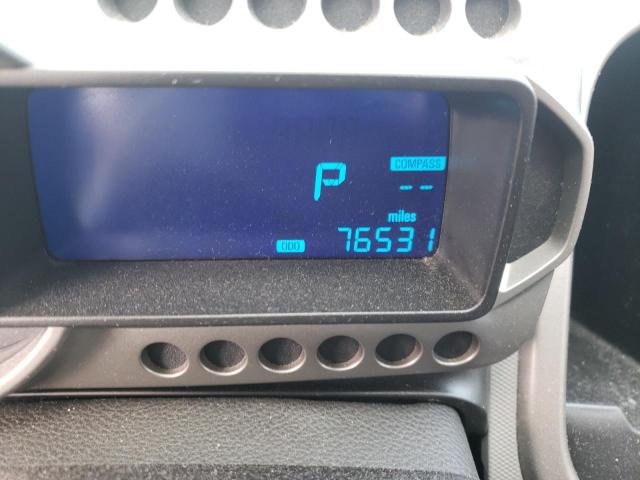 COMPASS
P --
miles
ODO 76531